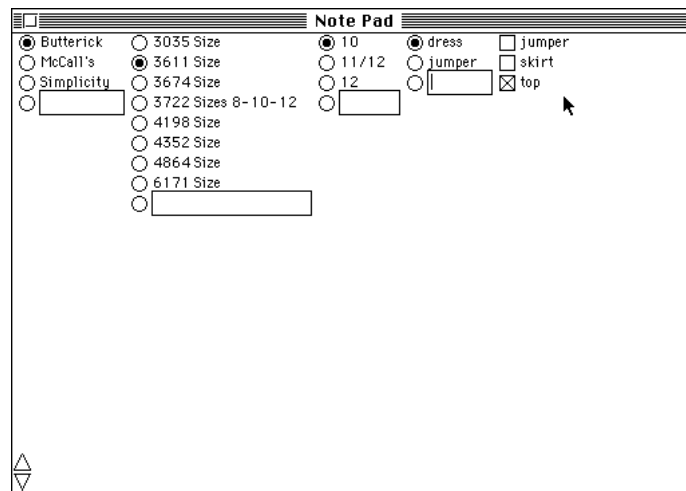 Note Pad
Butterick 3035 Size 10 dress jumper
McCall's 3611 Size 11/12 jumper skirt
Simplicity 3674 Size 12 top
3722 Sizes 8-10-12
4198 Size
4352 Size
4864 Size
6171 Size